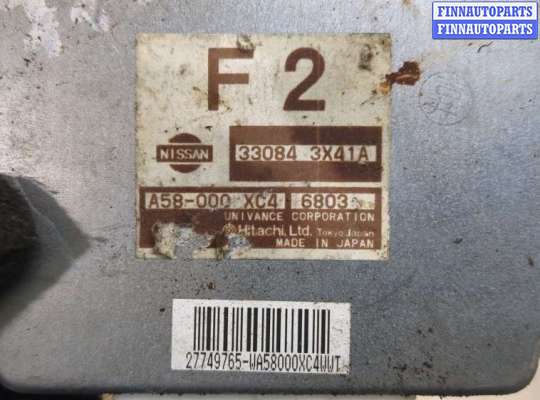 FINNAUTOPARTS
FINNAUTOPARTS
F 2
NISSAN
33084 3X41A
A58-000 XC4 6803
UNIVANCE CORPORATION
Hitachi, Ltd. Tokyo Japan
MADE IN JAPAN
27749765-WA58000XC4WWT